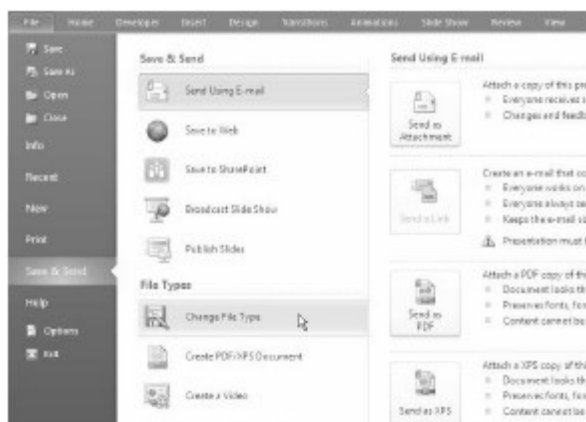 File Home Developer Insert Design Transitions Animations Slide Show Review View
Save
Save As
Open
Close
Info
Recent
New
Print
Save & Send
Help
Options
Exit
Save & Send
Send Using E-mail
Save to Web
Save to SharePoint
Broadcast Slide Show
Publish Slides
File Types
Change File Type
Create PDF/XPS Document
Create a Video
Send Using E-mail
Send as
Attachment
Attach a copy of this pre
Everyone receives s
Changes and feedb
Send a Link
Create an e-mail that co
Everyone works on
Everyone always se
Keeps the e-mail si
Presentation must
Send as
PDF
Attach a PDF copy of thi
Document looks th
Preserves fonts, for
Content cannot be
Send as XPS
Attach a XPS copy of thi
Document looks th
Preserves fonts, for
Content cannot be